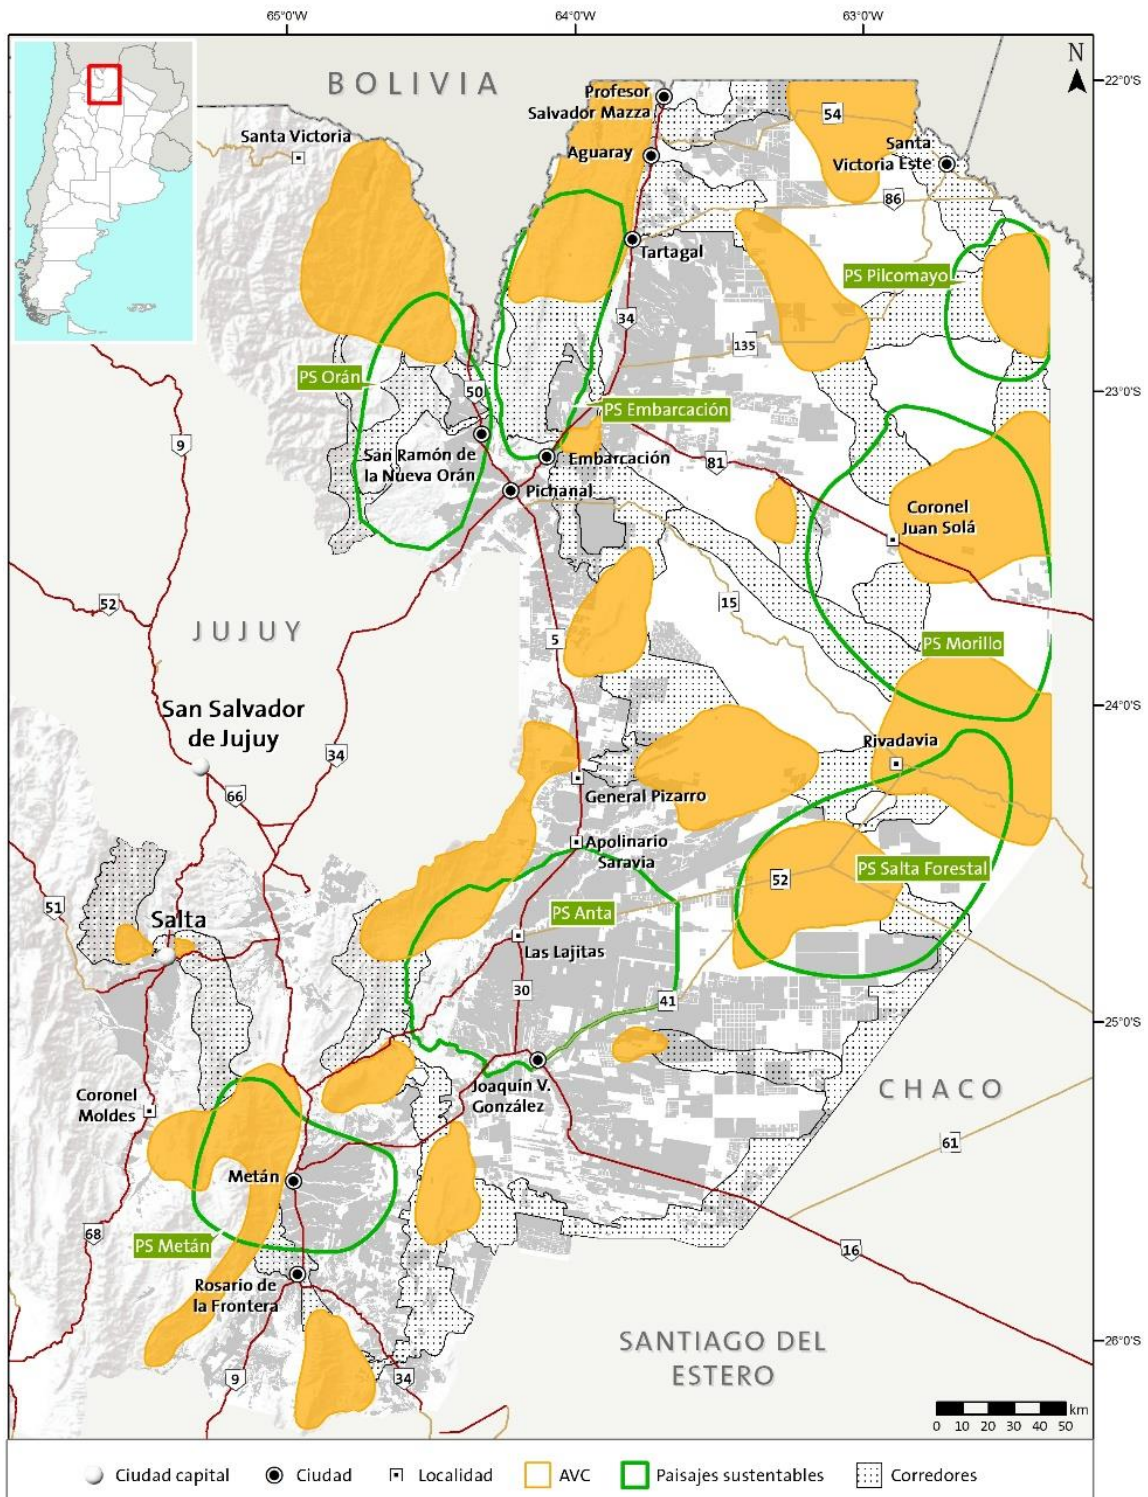 65°0'W
64°0'W
63°0'W
N
BOLIVIA
22°0'S
Profesor
Salvador Mazza
54
Santa Victoria
Aguaray
Santa
Victoria Este
86
Tartagal
PS Pilcomayo
34
135
PS Orán
50
23°0'S
PS Embarcación
9
San Ramón de
la Nueva Orán
Embarcación
81
Pichanal
Coronel
Juan Solá
52
15
JUJUY
5
PS Morillo
San Salvador
de Jujuy
24°0'S
34
Rivadavia
66
General Pizarro
Apolinario
Saravia
PS Salta Forestal
52
51
Salta
PS Anta
Las Lajitas
30
41
25°0'S
Joaquín V.
González
CHACO
Coronel
Moldes
61
Metán
68
PS Metán
16
Rosario de
la Frontera
SANTIAGO DEL
ESTERO
26°0'S
9
34
km
0 10 20 30 40 50
Ciudad capital
Ciudad
Localidad
AVC
Paisajes sustentables
Corredores